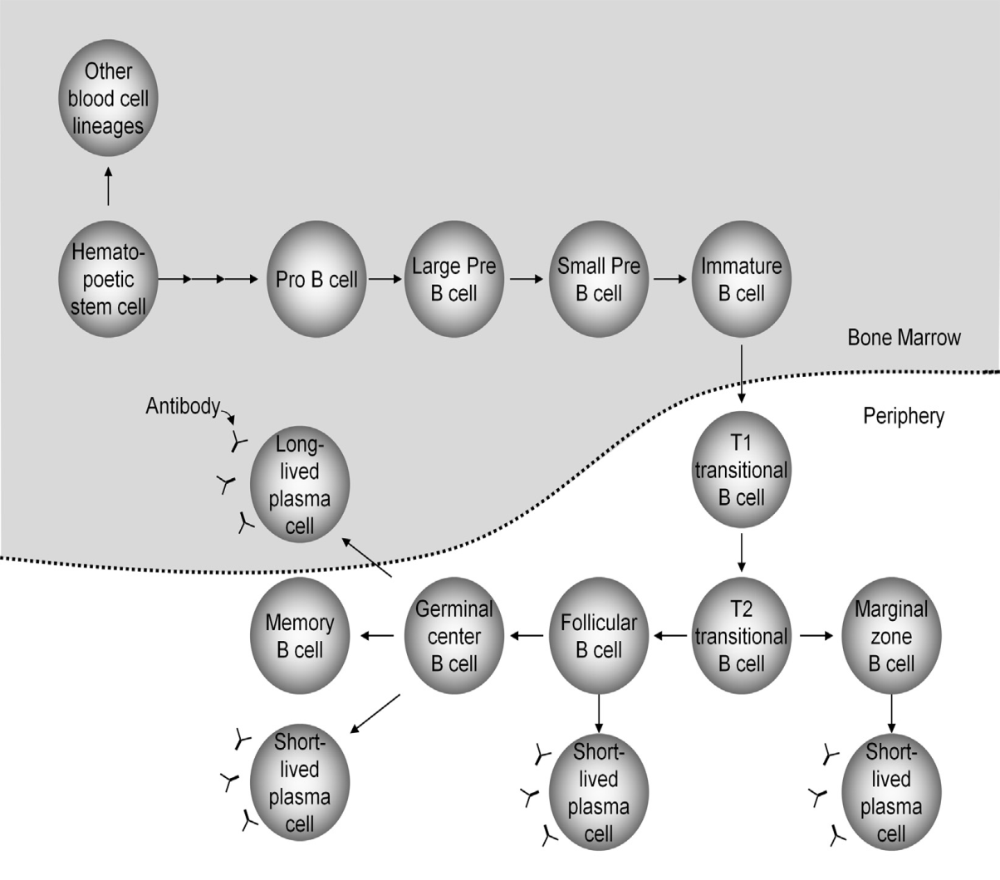 Other
blood cell
lineages
Hemato-
poetic
stem cell
Pro B cell
Large Pre
B cell
Small Pre
B cell
Immature
B cell
Bone Marrow
Periphery
Antibody
Long-
lived
plasma
cell
T1
transitional
B cell
Memory
B cell
Germinal
center
B cell
Follicular
B cell
T2
transitional
B cell
Marginal
zone
B cell
Short-
lived
plasma
cell
Short-
lived
plasma
cell
Short-
lived
plasma
cell